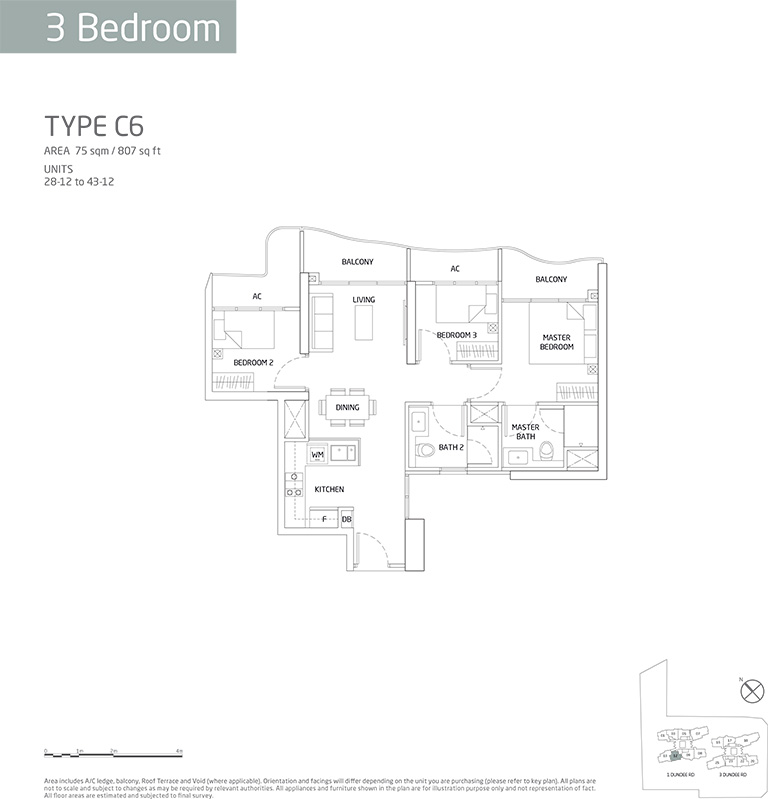 3 Bedroom
TYPE C6
AREA 75 sqm / 807 sq ft
UNITS
28-12 to 43-12
BALCONY
AC
BALCONY
AC
LIVING
BEDROOM 3
MASTER
BEDROOM
BEDROOM 2
DINING
MASTER
BATH
BATH 2
WM
KITCHEN
F
DB
N
1 DUNDEE RD
3 DUNDEE RD
0 1m 2m 4m
Area includes A/C ledge, balcony, Roof Terrace and Void (where applicable). Orientation and facings will differ depending on the unit you are purchasing (please refer to key plan). All plans are
not to scale and subject to changes as may be required by relevant authorities. All appliances and furniture shown in the plan are for illustration purpose only and not representation of fact.
All floor areas are estimated and subjected to final survey.